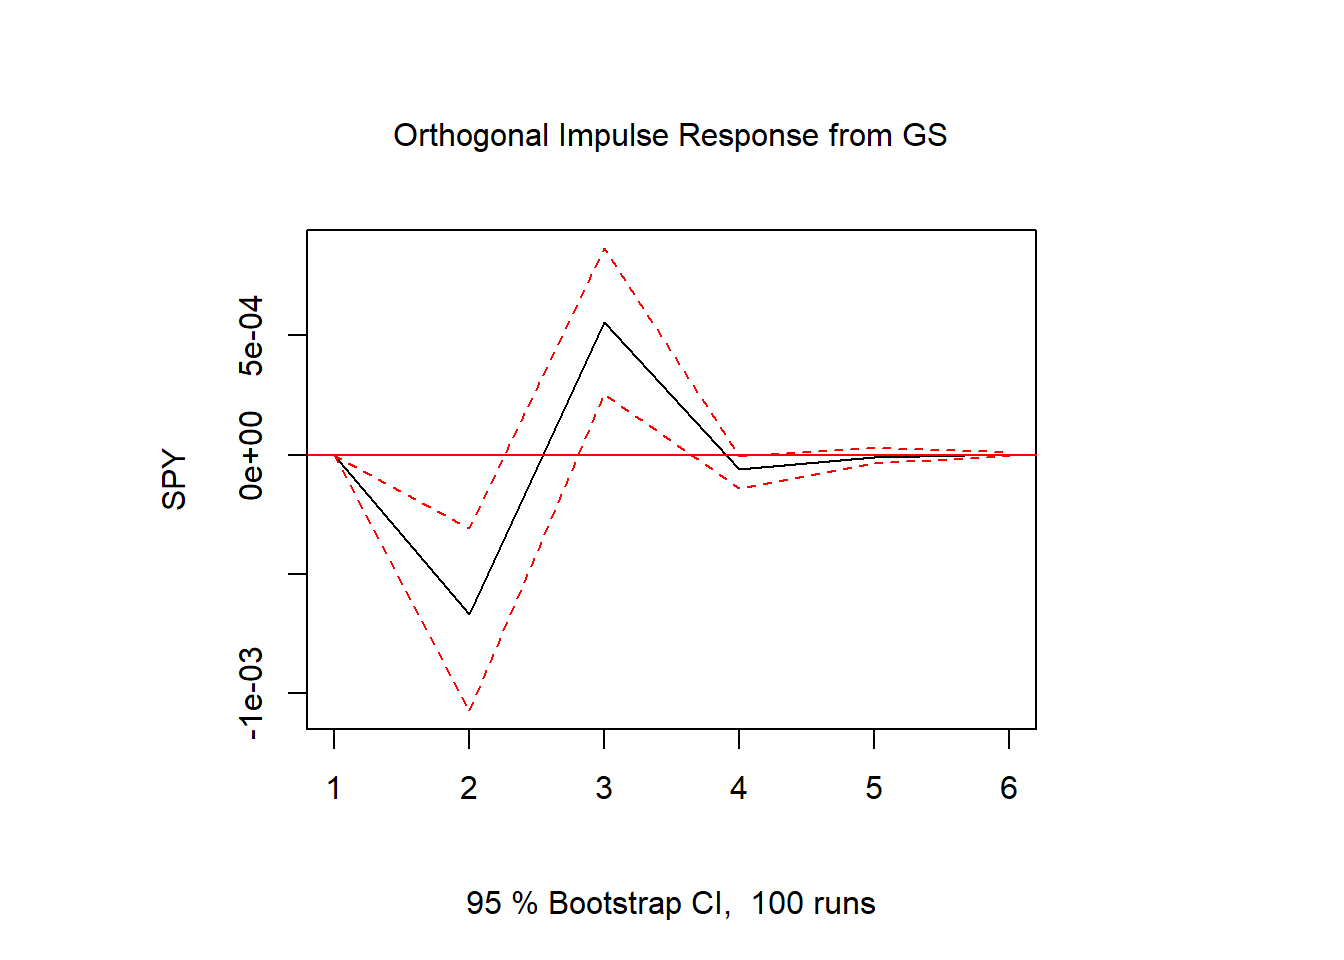 Orthogonal Impulse Response from GS
SPY
5e-04
0e+00
-1e-03
1 2 3 4 5 6
95 % Bootstrap CI,  100 runs